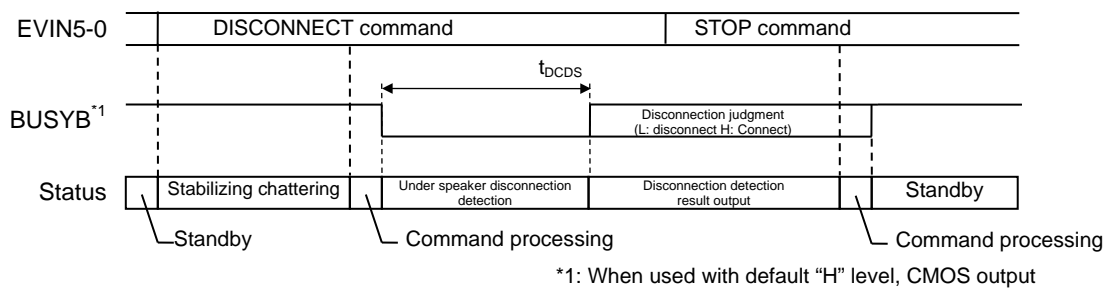 EVIN5-0
DISCONNECT command
STOP command
tDCDS
BUSYB*1
Disconnection judgment
(L: disconnect H: Connect)
Status
Stabilizing chattering
Under speaker disconnection
detection
Disconnection detection
result output
Standby
Standby
Command processing
Command processing
*1: When used with default “H” level, CMOS output